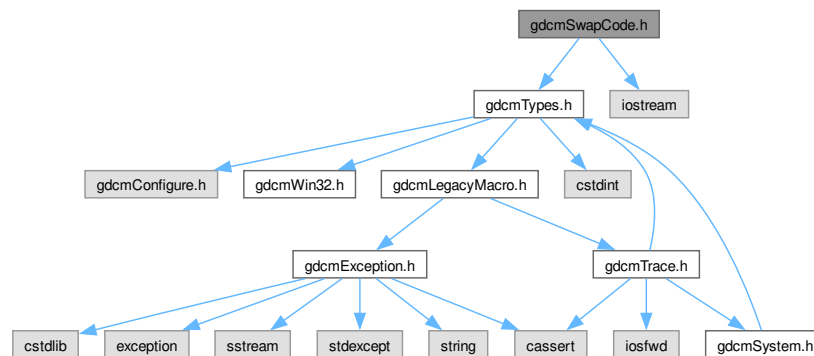 gdcmSwapCode.h
gdcmTypes.h
iostream
gdcmConfigure.h
gdcmWin32.h
gdcmLegacyMacro.h
cstdint
gdcmException.h
gdcmTrace.h
cstdlib
exception
sstream
stdexcept
string
cassert
iosfwd
gdcmSystem.h